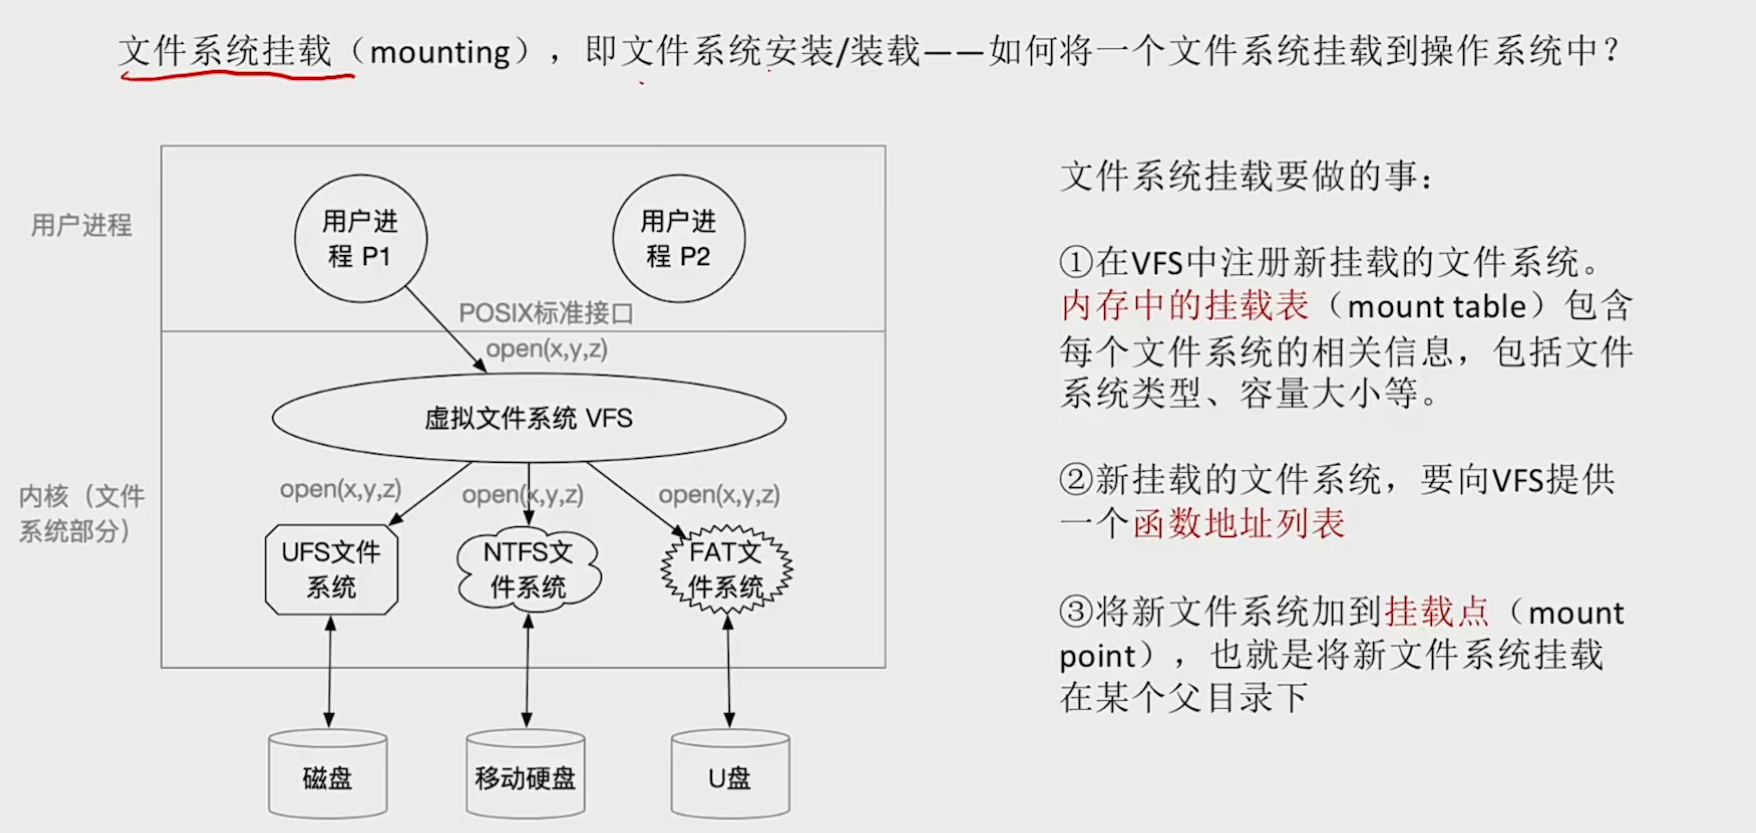 文件系统挂载（mounting），即文件系统安装/装载——如何将一个文件系统挂载到操作系统中？
用户进程
用户进
程 P1
用户进
程 P2
POSIX标准接口
open(x,y,z)
虚拟文件系统 VFS
内核（文件
系统部分）
open(x,y,z)
open(x,y,z)
open(x,y,z)
UFS文件
系统
NTFS文
件系统
FAT文
件系统
磁盘
移动硬盘
U盘
文件系统挂载要做的事：
①在VFS中注册新挂载的文件系统。
内存中的挂载表（mount table）包含
每个文件系统的相关信息，包括文件
系统类型、容量大小等。
②新挂载的文件系统，要向VFS提供
一个函数地址列表
③将新文件系统加到挂载点（mount
point），也就是将新文件系统挂载
在某个父目录下